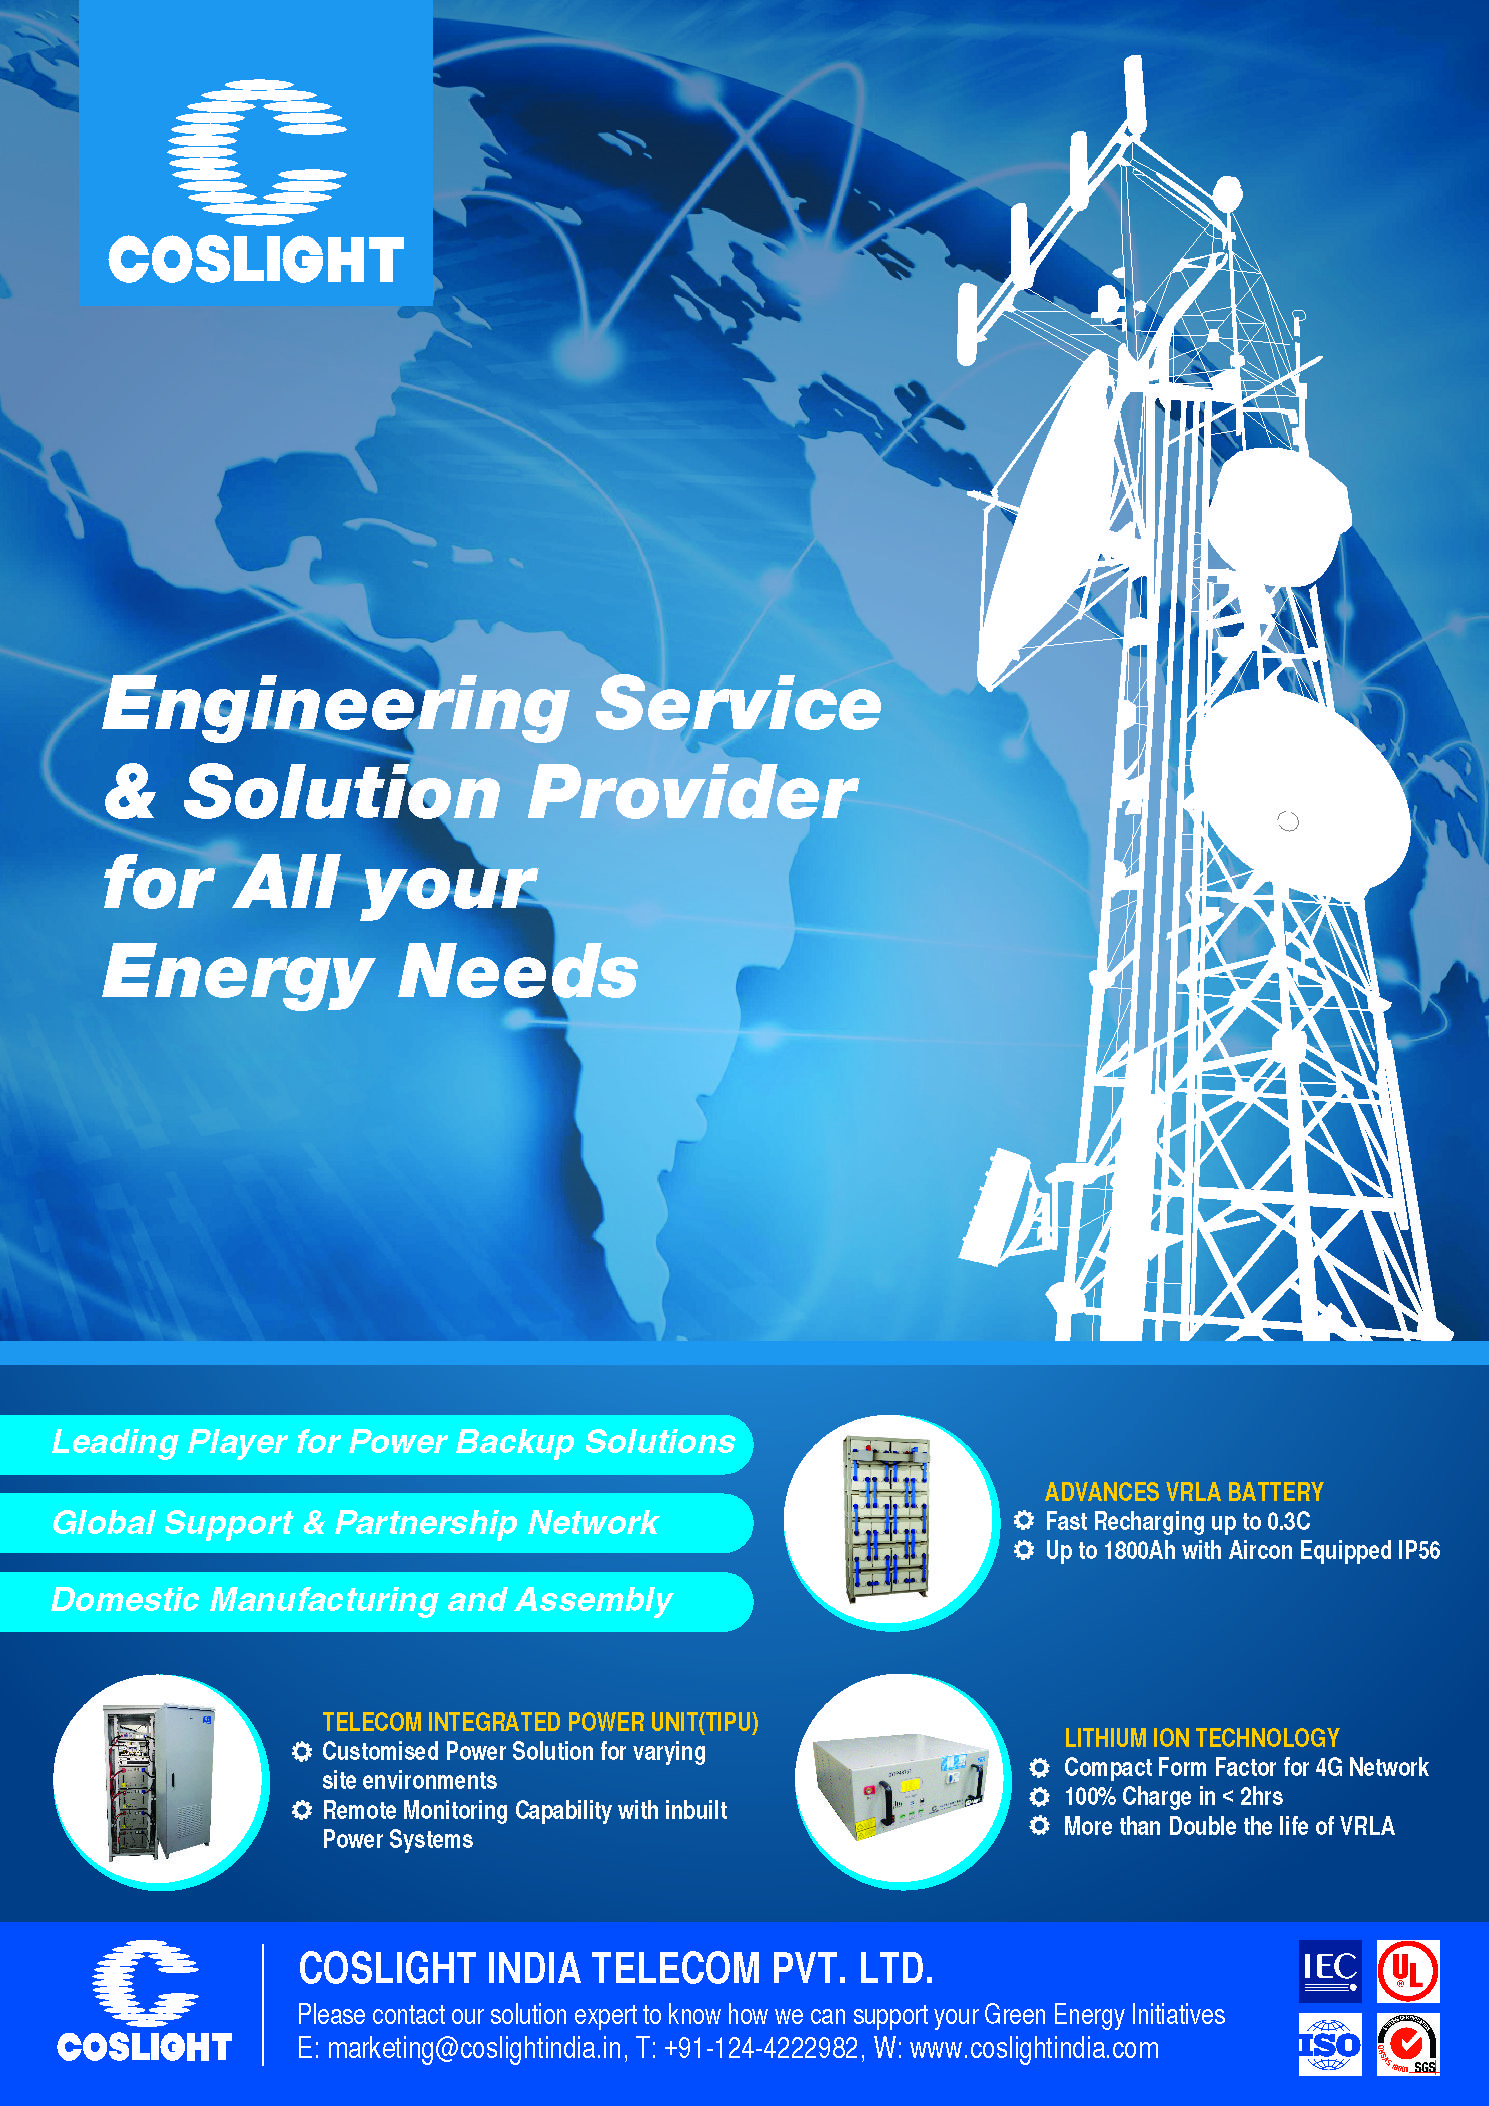 COSLIGHT
Engineering Service
& Solution Provider
for All your
Energy Needs
Leading Player for Power Backup Solutions
Global Support & Partnership Network
Domestic Manufacturing and Assembly
ADVANCES VRLA BATTERY
Fast Recharging up to 0.3C
Up to 1800Ah with Aircon Equipped IP56
TELECOM INTEGRATED POWER UNIT(TIPU)
Customised Power Solution for varying
site environments
Remote Monitoring Capability with inbuilt
Power Systems
LITHIUM ION TECHNOLOGY
Compact Form Factor for 4G Network
100% Charge in < 2hrs
More than Double the life of VRLA
COSLIGHT
COSLIGHT INDIA TELECOM PVT. LTD.
Please contact our solution expert to know how we can support your Green Energy Initiatives
E: marketing@coslightindia.in, T: +91-124-4222982, W: www.coslightindia.com
IEC
UL
®
ISO
OHSAS 18001
SGS